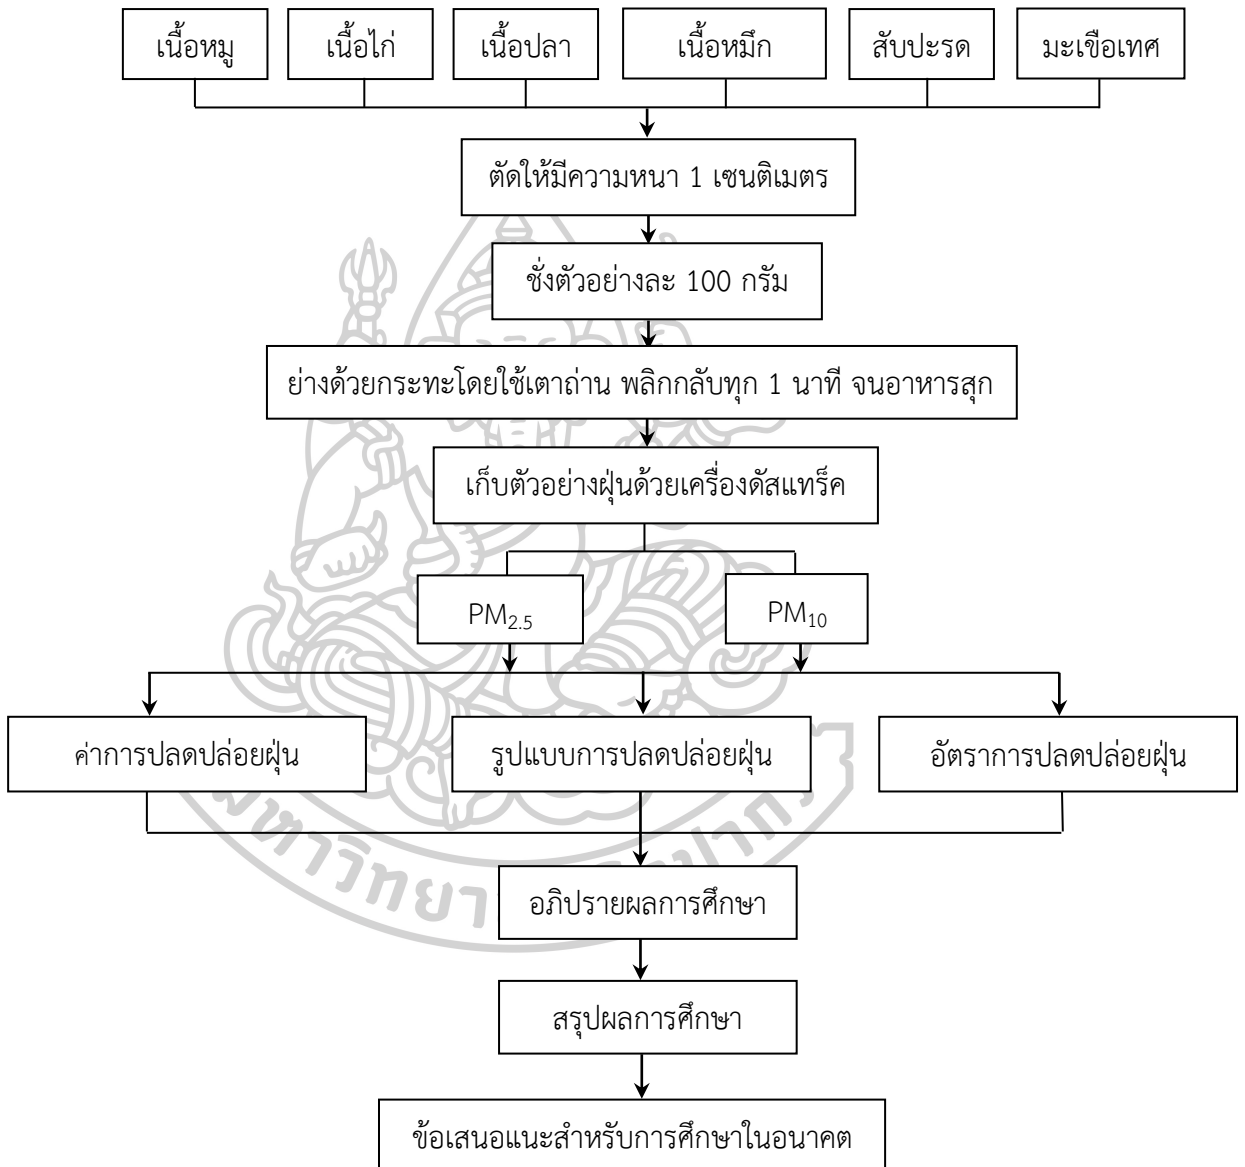 เนื้อหมู
เนื้อไก่
เนื้อปลา
เนื้อหมึก
สับปะรด
มะเขือเทศ
ตัดให้มีความหนา 1 เซนติเมตร
ชั่งตัวอย่างละ 100 กรัม
ย่างด้วยกระทะโดยใช้เตาถ่าน พลิกกลับทุก 1 นาที จนอาหารสุก
เก็บตัวอย่างฝุ่นด้วยเครื่องดัสแทร็ค
PM2.5
PM10
ค่าการปลดปล่อยฝุ่น
รูปแบบการปลดปล่อยฝุ่น
อัตราการปลดปล่อยฝุ่น
อภิปรายผลการศึกษา
สรุปผลการศึกษา
ข้อเสนอแนะสำหรับการศึกษาในอนาคต